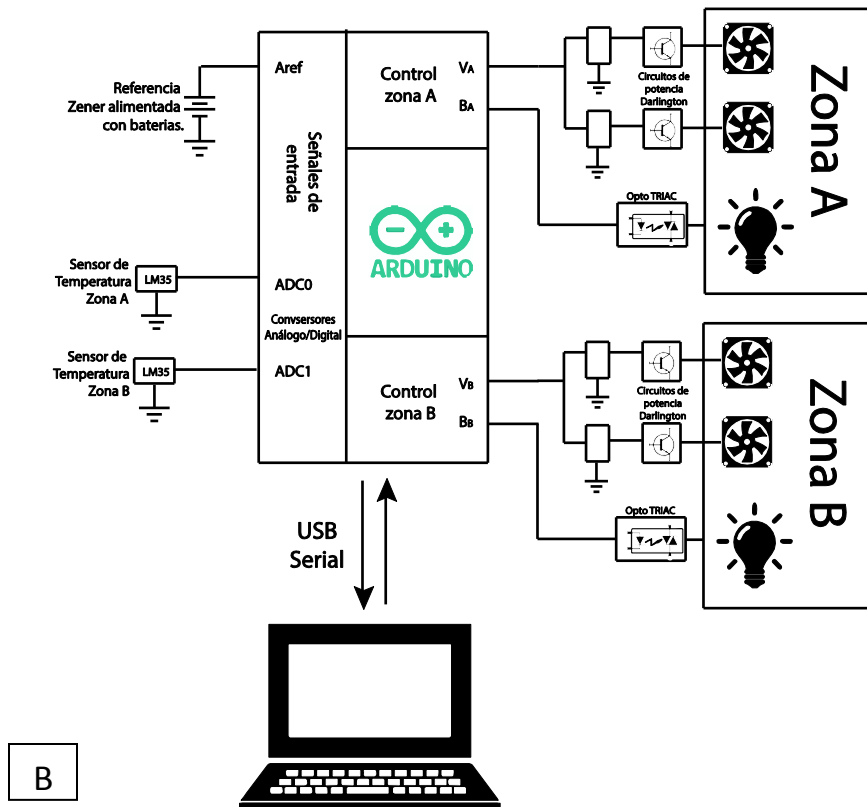 Referencia
Zener alimentada
con baterias.
Sensor de
Temperatura
Zona A
LM35
Sensor de
Temperatura
Zona B
LM35
Aref
Señales de
entrada
ADC0
Convsersores
Análogo/Digital
ADC1
Control
zona A
VA
BA
ARDUINO
Control
zona B
VB
BB
Circuitos de
potencia
Darlington
Opto TRIAC
Zona A
Circuitos de
potencia
Darlington
Opto TRIAC
Zona B
USB
Serial
B